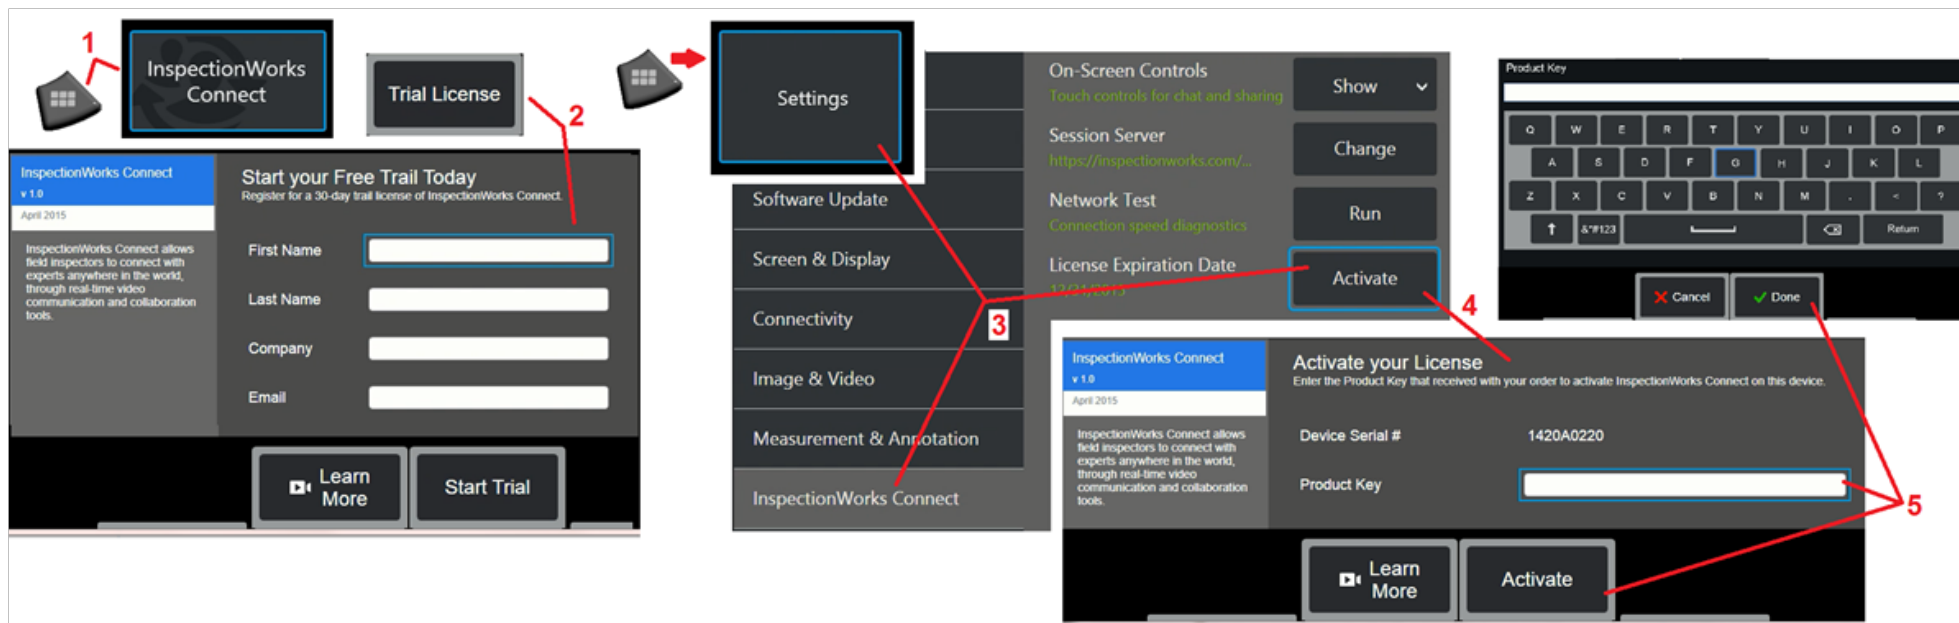 1
InspectionWorks
Connect
Trial License
2
InspectionWorks Connect
v 1.0
April 2015
InspectionWorks Connect allows
field inspectors to connect with
experts anywhere in the world,
through real-time video
communication and collaboration
tools.
Start your Free Trail Today
Register for a 30-day trail license of InspectionWorks Connect.
First Name
Last Name
Company
Email
Learn
More
Start Trial
Settings
Software Update
Screen & Display
Connectivity
Image & Video
Measurement & Annotation
InspectionWorks Connect
3
On-Screen Controls
Touch controls for chat and sharing
Show
Session Server
https://inspectionworks.com/...
Change
Network Test
Connection speed diagnostics
Run
License Expiration Date
12/31/2015
Activate
4
InspectionWorks Connect
v 1.0
April 2015
InspectionWorks Connect allows
field inspectors to connect with
experts anywhere in the world,
through real-time video
communication and collaboration
tools.
Activate your License
Enter the Product Key that received with your order to activate InspectionWorks Connect on this device.
Device Serial # 1420A0220
Product Key
Learn
More
Activate
5
Product Key
Q W E R T Y U I O P
A S D F G H J K L
Z X C V B N M . < ?
&*#123 Return
Cancel
Done